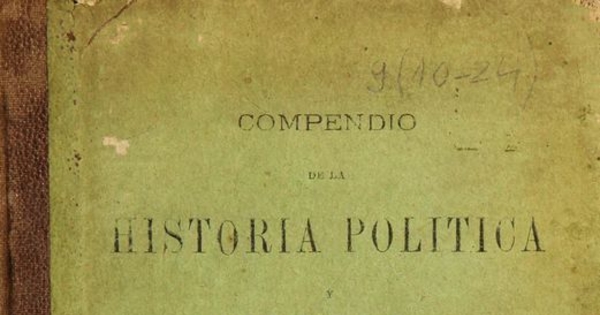 9(10-24)
COMPENDIO
DE LA
HISTORIA POLITICA
Y